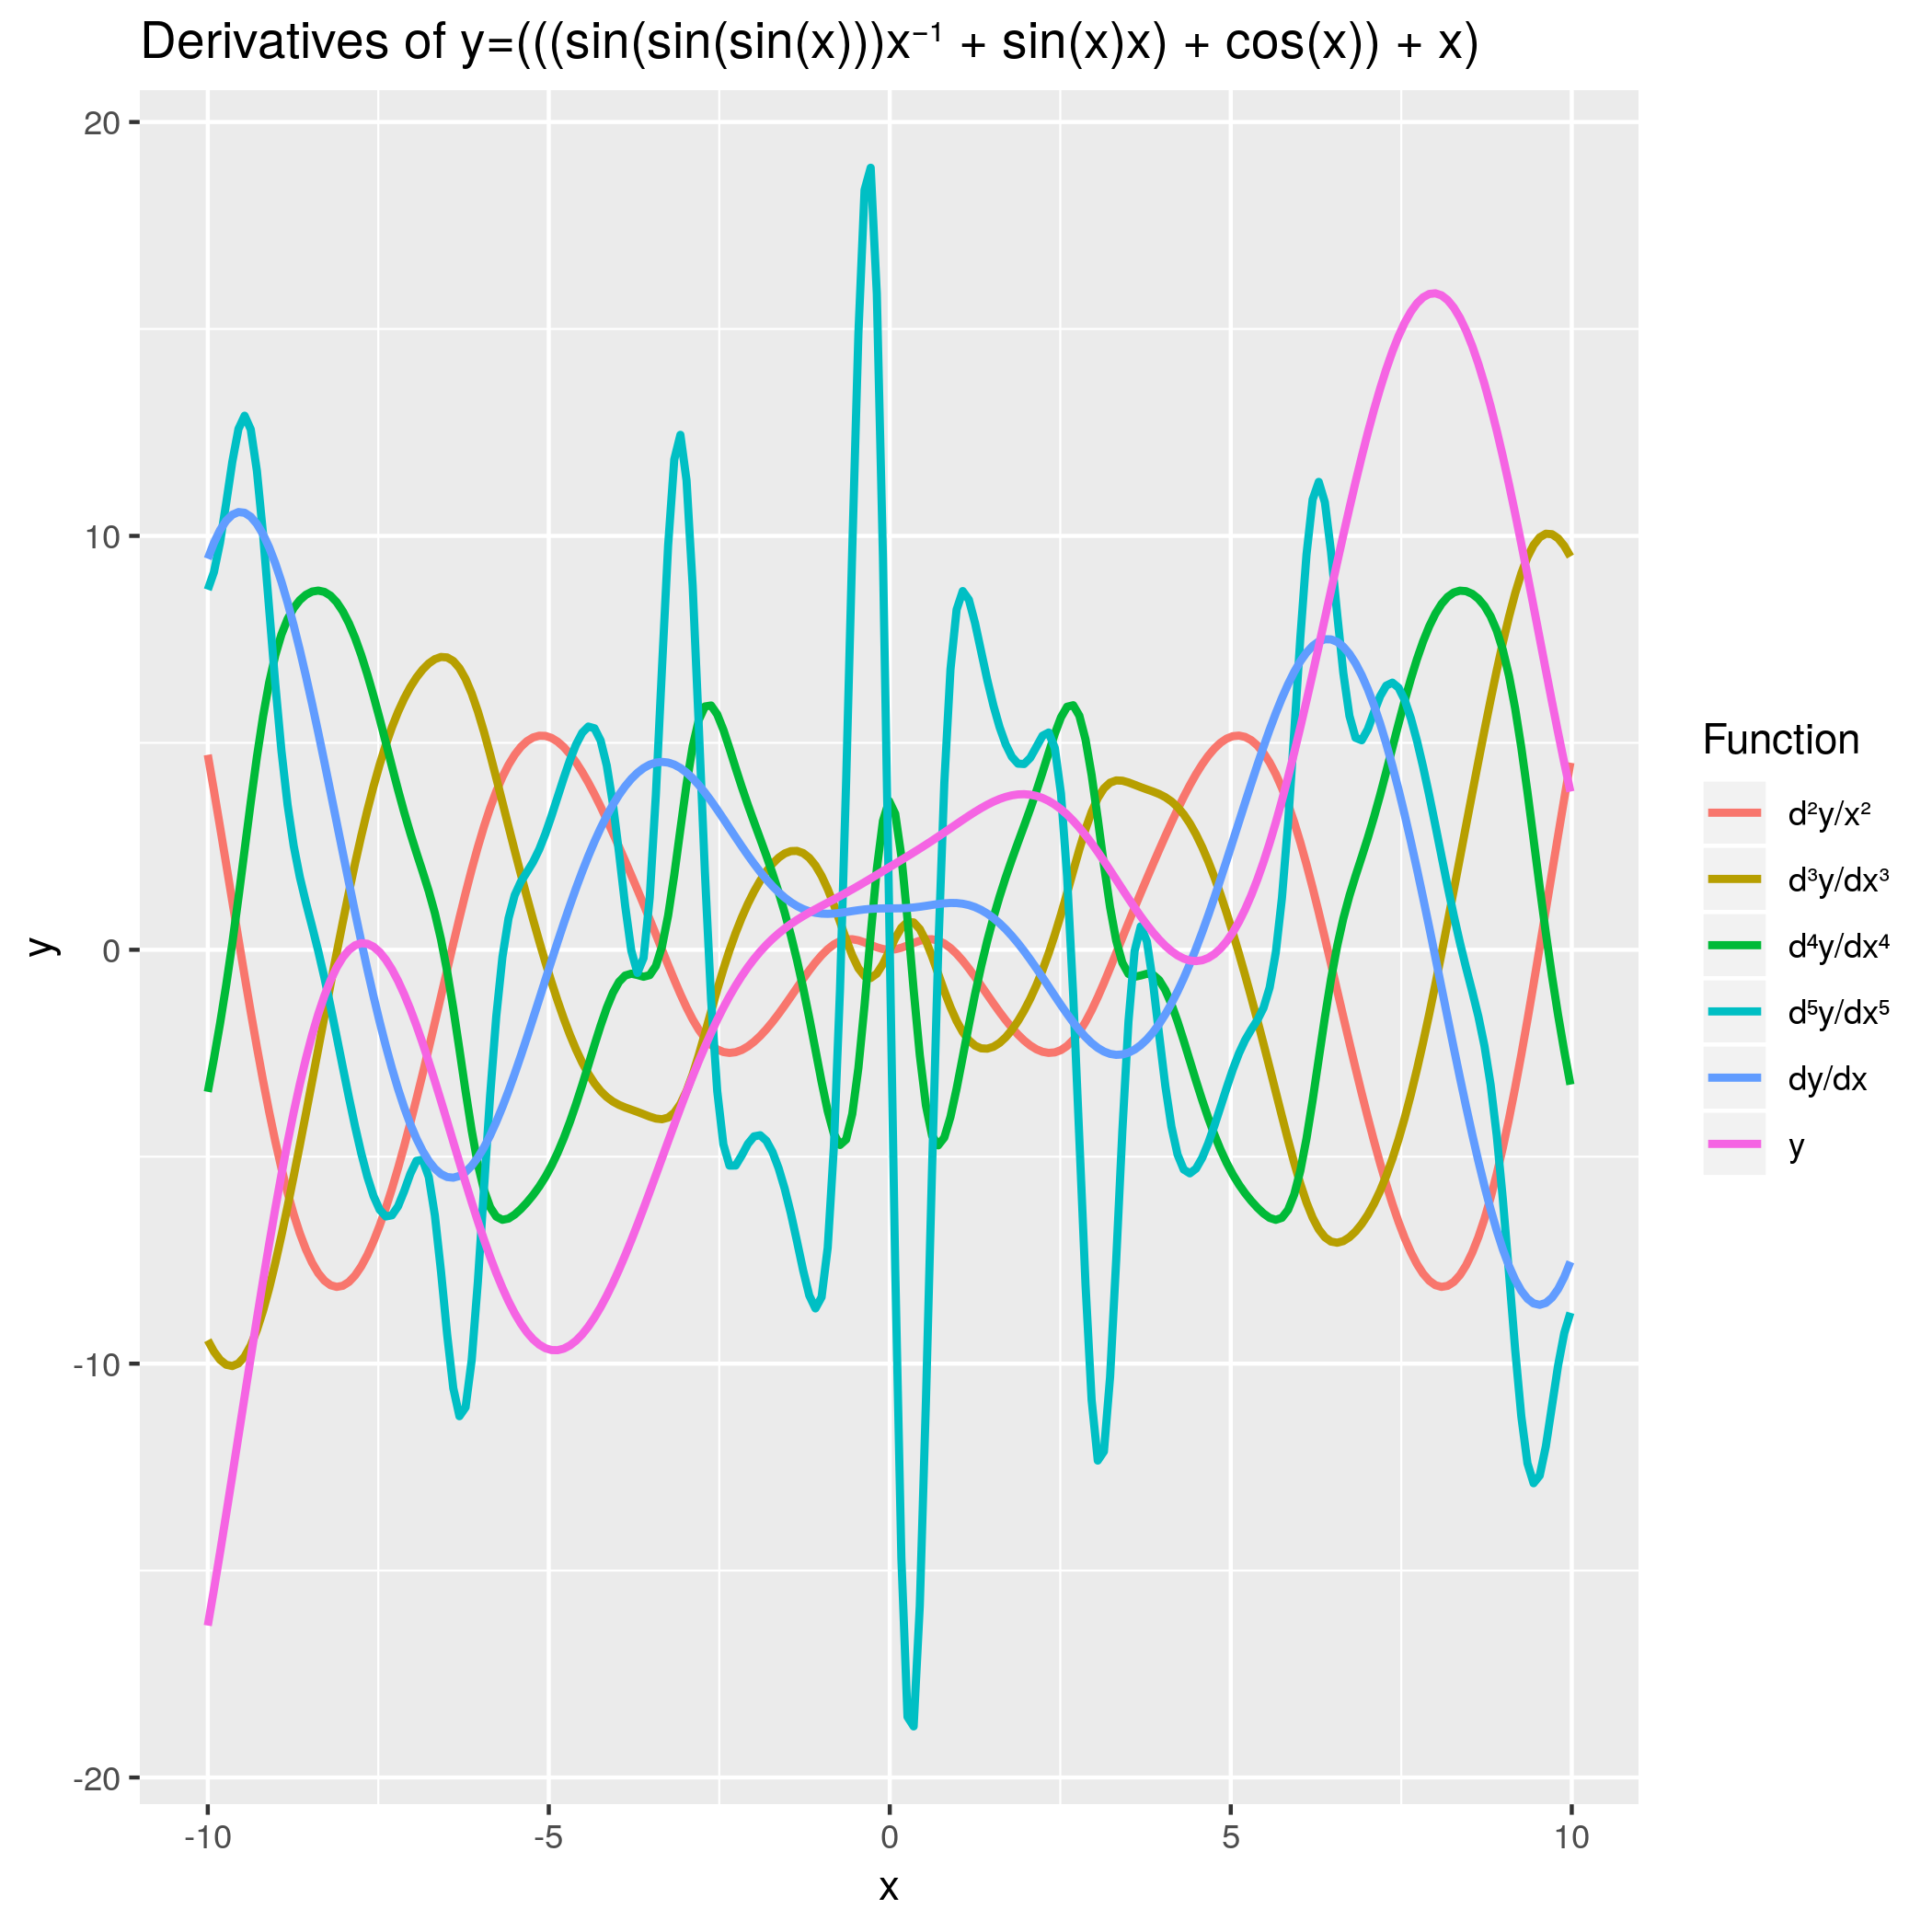 Derivatives of y=(((sin(sin(sin(x)))x⁻¹ + sin(x)x) + cos(x)) + x)
20
10
0
-10
-20
y
-10
-5
0
5
10
x
Function
d²y/x²
d³y/dx³
d⁴y/dx⁴
d⁵y/dx⁵
dy/dx
y